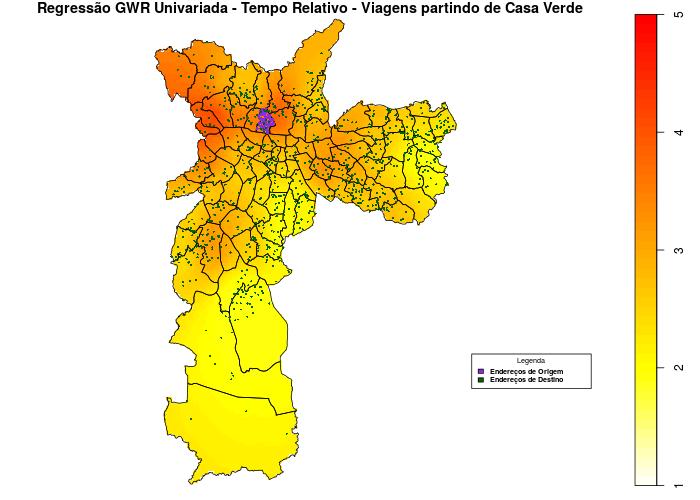 Regressão GWR Univariada - Tempo Relativo - Viagens partindo de Casa Verde
5
4
3
2
1
Legenda
Endereços de Origem
Endereços de Destino